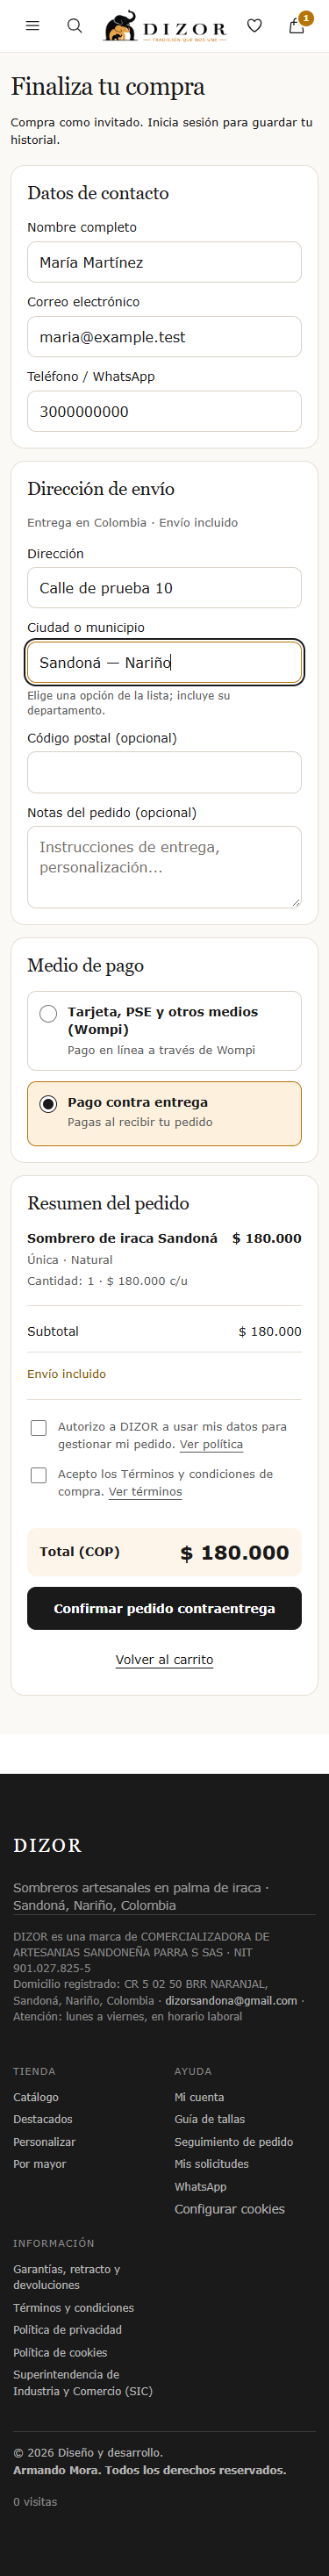 DIZOR
TRADICIÓN QUE NOS UNE
1
Finaliza tu compra
Compra como invitado. Inicia sesión para guardar tu
historial.
Datos de contacto
Nombre completo
María Martínez
Correo electrónico
maria@example.test
Teléfono / WhatsApp
3000000000
Dirección de envío
Entrega en Colombia · Envío incluido
Dirección
Calle de prueba 10
Ciudad o municipio
Sandoná — Nariño
Elige una opción de la lista; incluye su
departamento.
Código postal (opcional)
Notas del pedido (opcional)
Instrucciones de entrega,
personalización...
Medio de pago
Tarjeta, PSE y otros medios
(Wompi)
Pago en línea a través de Wompi
Pago contra entrega
Pagas al recibir tu pedido
Resumen del pedido
Sombrero de iraca Sandoná $ 180.000
Única · Natural
Cantidad: 1 · $ 180.000 c/u
Subtotal $ 180.000
Envío incluido
Autorizo a DIZOR a usar mis datos para
gestionar mi pedido. Ver política
Acepto los Términos y condiciones de
compra. Ver términos
Total (COP) $ 180.000
Confirmar pedido contraentrega
Volver al carrito
DIZOR
Sombreros artesanales en palma de iraca ·
Sandoná, Nariño, Colombia
DIZOR es una marca de COMERCIALIZADORA DE
ARTESANIAS SANDONEÑA PARRA S SAS · NIT
901.027.825-5
Domicilio registrado: CR 5 02 50 BRR NARANJAL,
Sandoná, Nariño, Colombia · dizorsandona@gmail.com ·
Atención: lunes a viernes, en horario laboral
TIENDA
Catálogo
Destacados
Personalizar
Por mayor
AYUDA
Mi cuenta
Guía de tallas
Seguimiento de pedido
Mis solicitudes
WhatsApp
Configurar cookies
INFORMACIÓN
Garantías, retracto y
devoluciones
Términos y condiciones
Política de privacidad
Política de cookies
Superintendencia de
Industria y Comercio (SIC)
© 2026 Diseño y desarrollo.
Armando Mora. Todos los derechos reservados.
0 visitas